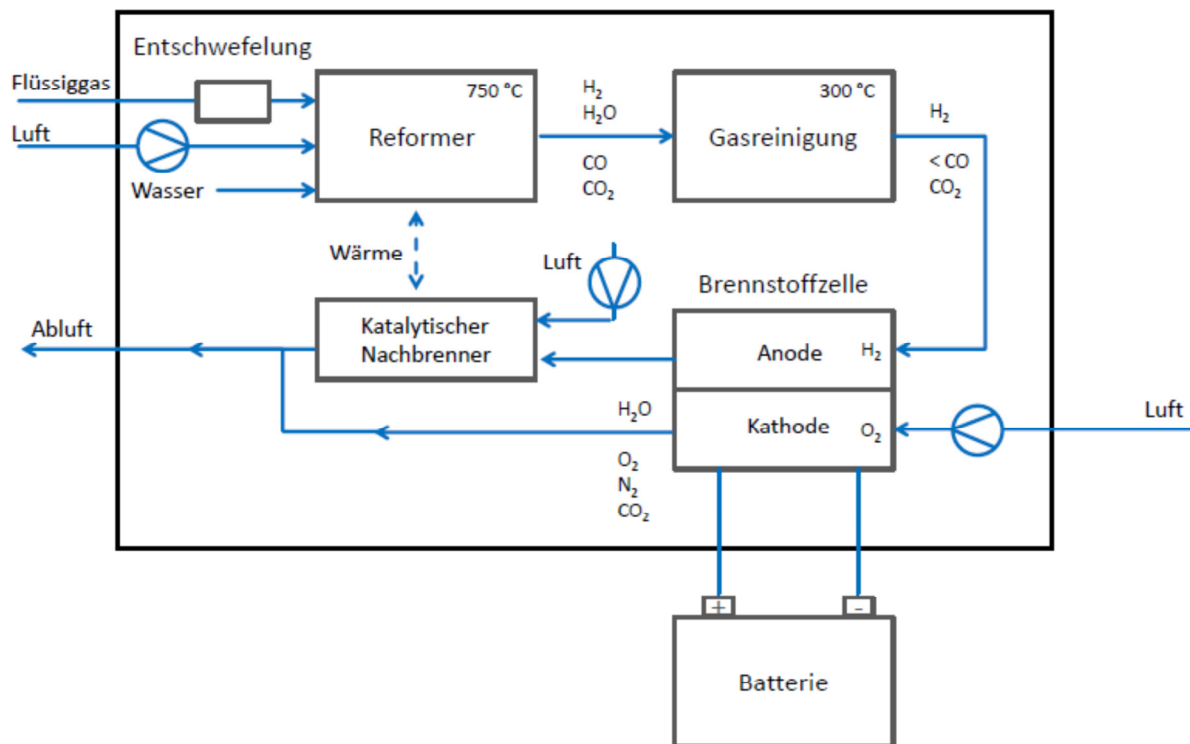 Entschwefelung
Flüssiggas
Luft
Wasser
750 °C
Reformer
H₂
H₂O
CO
CO₂
300 °C
Gasreinigung
H₂
< CO
CO₂
Wärme
Luft
Brennstoffzelle
Abluft
Katalytischer
Nachbrenner
Anode
H₂
Kathode
O₂
Luft
H₂O
O₂
N₂
CO₂
+
-
Batterie